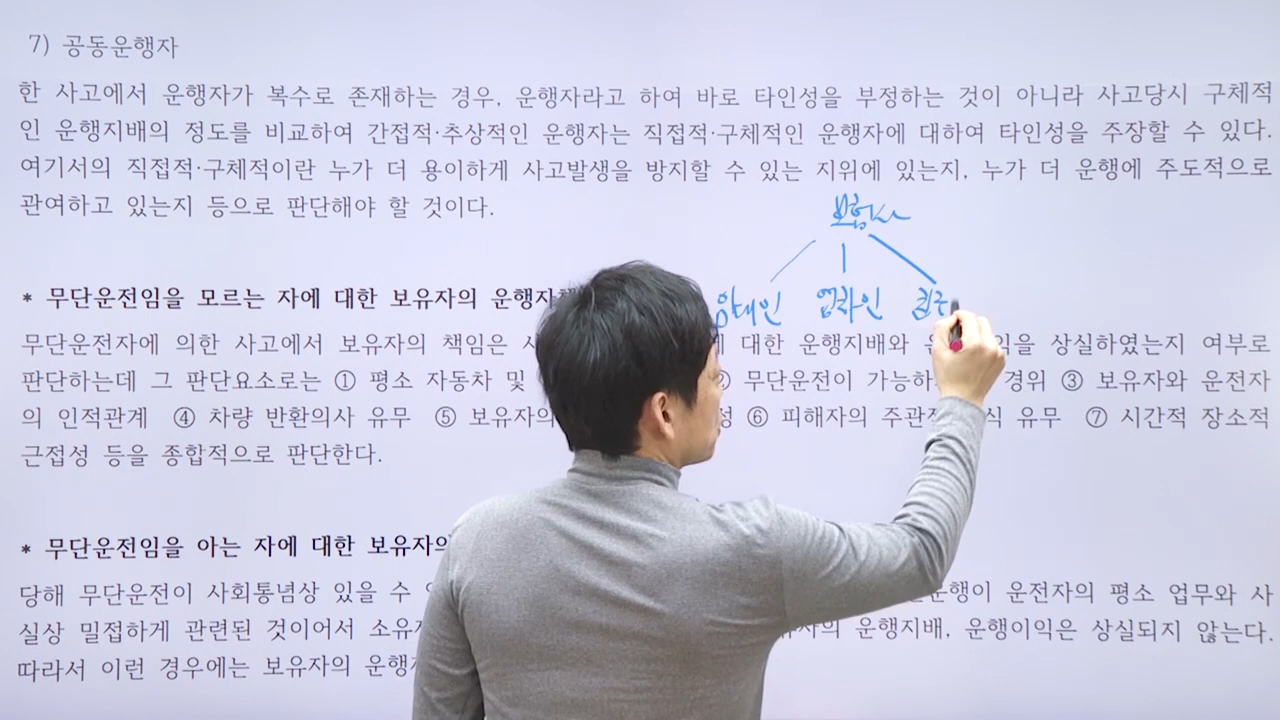 7) 공동운행자
한 사고에서 운행자가 복수로 존재하는 경우, 운행자라고 하여 바로 타인성을 부정하는 것이 아니라 사고당시 구체적
인 운행지배의 정도를 비교하여 간접적·추상적인 운행자는 직접적·구체적인 운행자에 대하여 타인성을 주장할 수 있다.
여기서의 직접적·구체적이란 누가 더 용이하게 사고발생을 방지할 수 있는 지위에 있는지, 누가 더 운행에 주도적으로
관여하고 있는지 등으로 판단해야 할 것이다.
보험사
임대인 임차인
* 무단운전임을 모르는 자에 대한 보유자의 운행자
무단운전자에 의한 사고에서 보유자의 책임은 대한 운행지배와 상실하였는지 여부로
판단하는데 그 판단요소로는 ① 평소 자동차 및 ② 무단운전이 경위 ③ 보유자와 운전자
의 인적관계 ④ 차량 반환의사 유무 ⑤ 보유자의 ⑥ 피해자의 유무 ⑦ 시간적 장소적
근접성 등을 종합적으로 판단한다.
* 무단운전임을 아는 자에 대한 보유자의
당해 무단운전이 사회통념상 있을 수 운전자의 평소 업무와 사
실상 밀접하게 관련된 것이어서 운행지배, 운행이익은 상실되지 않는다.
따라서 이런 경우에는 보유자의